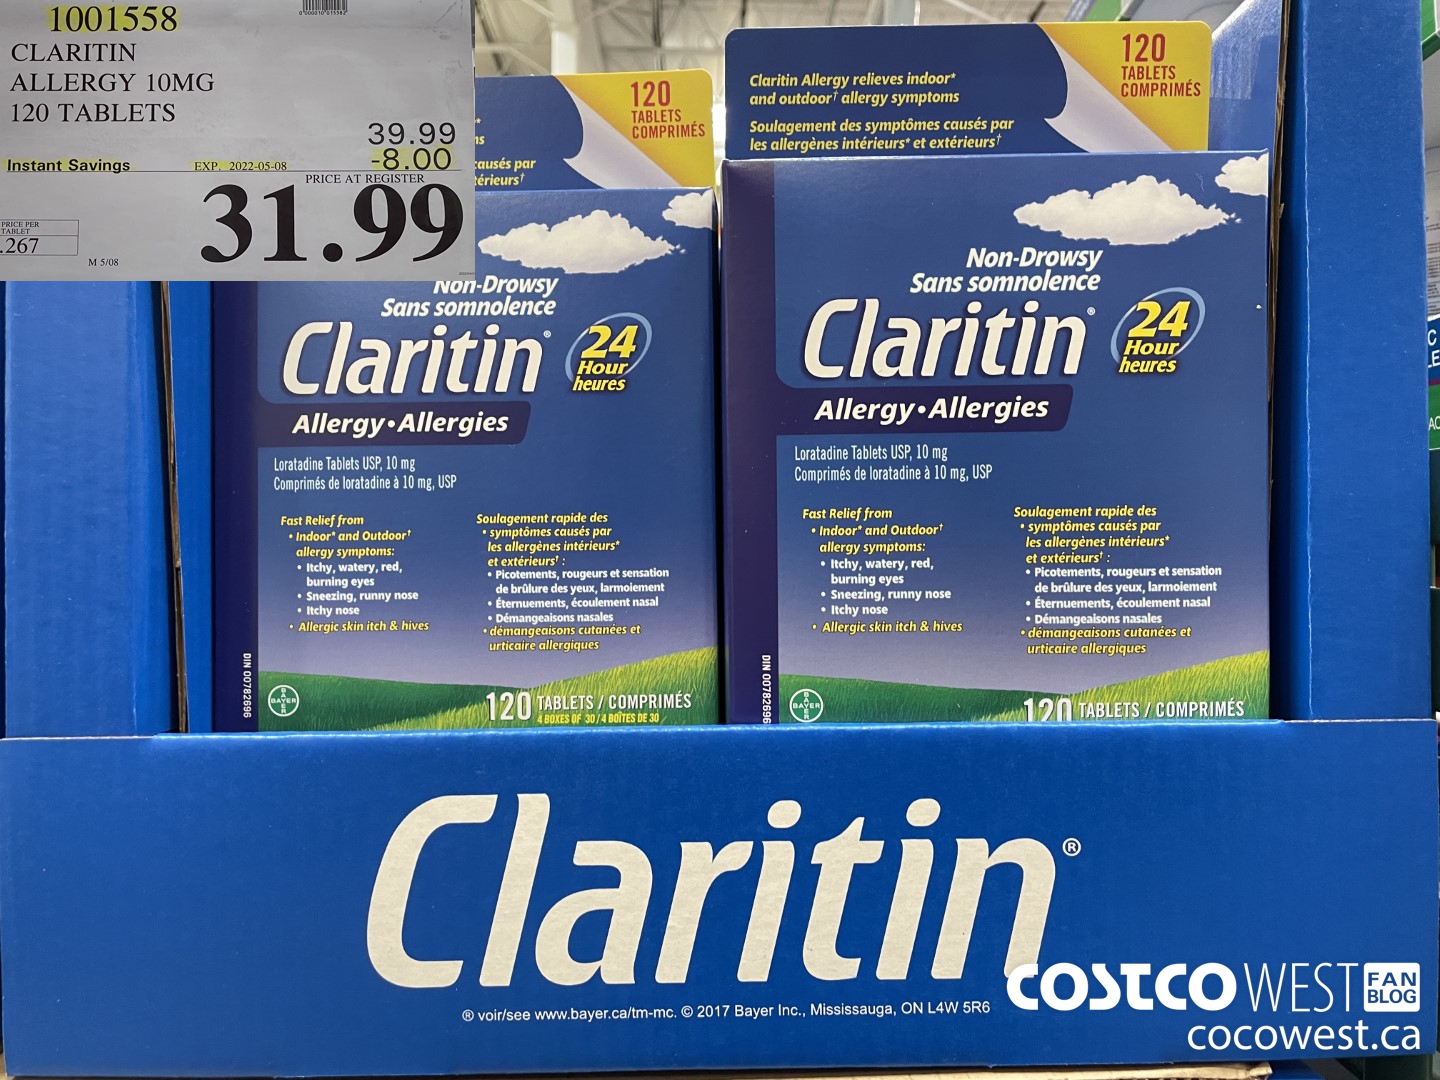 0"000010"015582"
1001558
CLARITIN
ALLERGY 10MG
120 TABLETS
39.99
Instant Savings EXP. 2022-05-08 -8.00
PRICE AT REGISTER
31.99
PRICE PER
TABLET
.267
M 5/08
120
TABLETS
COMPRIMÉS
causés par
térieurs†
Non-Drowsy
Sans somnolence
Claritin®
24
Hour
heures
Allergy • Allergies
Loratadine Tablets USP, 10 mg
Comprimés de loratadine à 10 mg, USP
Fast Relief from
• Indoor* and Outdoor†
allergy symptoms:
• Itchy, watery, red,
burning eyes
• Sneezing, runny nose
• Itchy nose
• Allergic skin itch & hives
Soulagement rapide des
• symptômes causés par
les allergènes intérieurs*
et extérieurs† :
• Picotements, rougeurs et sensation
de brûlure des yeux, larmoiement
• Éternuements, écoulement nasal
• Démangeaisons nasales
• démangeaisons cutanées et
urticaire allergiques
DIN 00782696
BAYER
BAYER
120 TABLETS / COMPRIMÉS
4 BOXES OF 30 / 4 BOÎTES DE 30
Claritin Allergy relieves indoor*
and outdoor† allergy symptoms
Soulagement des symptômes causés par
les allergènes intérieurs* et extérieurs†
120
TABLETS
COMPRIMÉS
Non-Drowsy
Sans somnolence
Claritin®
24
Hour
heures
Allergy • Allergies
Loratadine Tablets USP, 10 mg
Comprimés de loratadine à 10 mg, USP
Fast Relief from
• Indoor* and Outdoor†
allergy symptoms:
• Itchy, watery, red,
burning eyes
• Sneezing, runny nose
• Itchy nose
• Allergic skin itch & hives
Soulagement rapide des
• symptômes causés par
les allergènes intérieurs*
et extérieurs† :
• Picotements, rougeurs et sensation
de brûlure des yeux, larmoiement
• Éternuements, écoulement nasal
• Démangeaisons nasales
• démangeaisons cutanées et
urticaire allergiques
DIN 00782696
BAYER
BAYER
120 TABLETS / COMPRIMÉS
Claritin®
® voir/see www.bayer.ca/tm-mc. © 2017 Bayer Inc., Mississauga, ON L4W 5R6
COSTCO WEST FAN BLOG
cocowest.ca